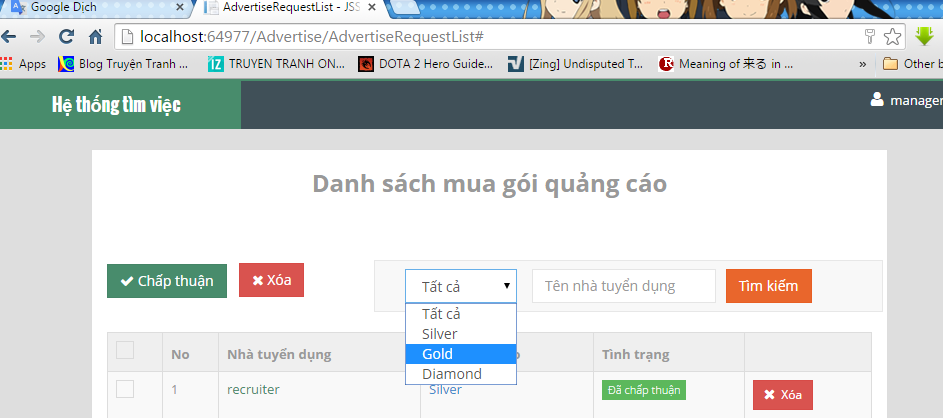 Google Dịch
AdvertiseRequestList - JSS
localhost:64977/Advertise/AdvertiseRequestList#
Apps
Blog Truyện Tranh ...
TRUYEN TRANH ON...
DOTA 2 Hero Guide...
[Zing] Undisputed T...
Meaning of 来る in ...
»
Other b
Hệ thống tìm việc
manager
Danh sách mua gói quảng cáo
Chấp thuận
Xóa
Tất cả
Tên nhà tuyển dụng
Tìm kiếm
Tất cả
Silver
Gold
Diamond
No
Nhà tuyển dụng
Tình trạng
1
recruiter
Silver
Đã chấp thuận
Xóa